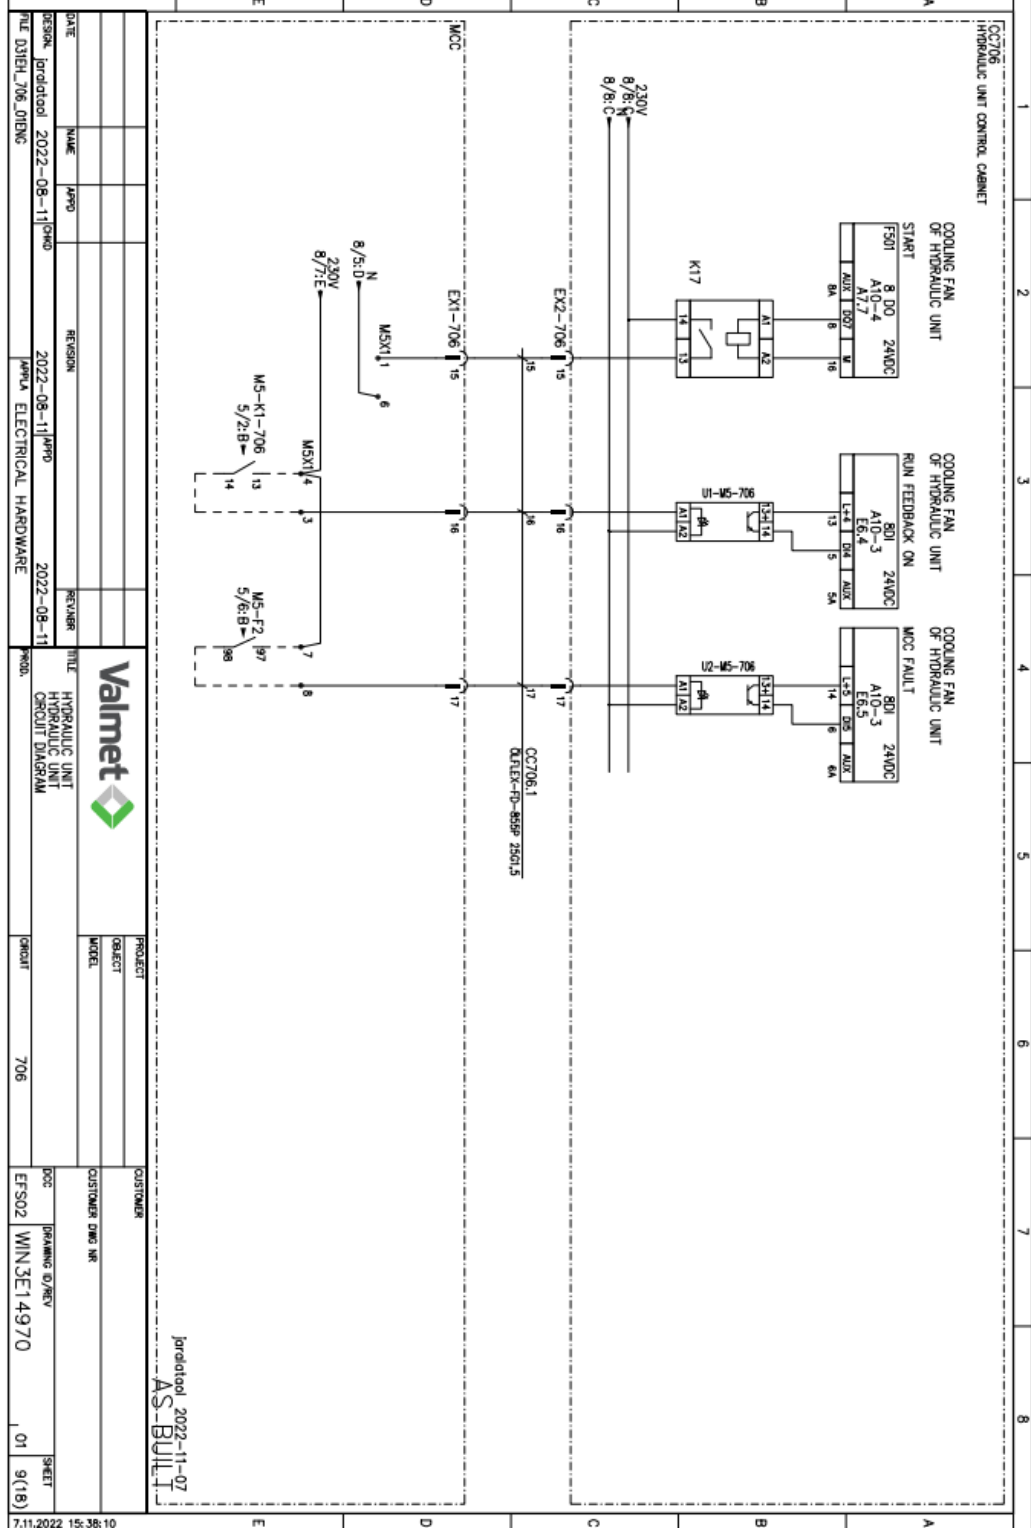 1
2
3
4
5
6
7
8
A
B
C
D
E
CC706
HYDRAULIC UNIT CONTROL CABINET
COOLING FAN
OF HYDRAULIC UNIT
START
F501 8 DO 24VDC
A10-4
A7.7
AUX DQ7 M
8A 8 16
COOLING FAN
OF HYDRAULIC UNIT
RUN FEEDBACK ON
8DI 24VDC
A10-3
E6.4
L+4 DI4 AUX
13 5 5A
COOLING FAN
OF HYDRAULIC UNIT
MCC FAULT
8DI 24VDC
A10-3
E6.5
L+5 DI5 AUX
14 6 6A
K17
A1 A2
14 13
U1-M5-706
13+ 14
A1 A2
U2-M5-706
13+ 14
A1 A2
230V
8/8:C
N
8/8:C
EX2-706 15 16 17
15 16 17
CC706.1
ÖLFLEX-FD-855P 25G1,5
MCC
EX1-706 15 16 17
N
8/5:D
230V
8/7:E
M5X1 1 6
M5X1 4 3 7 8
M5-K1-706
5/2:B
13
14
M5-F2
5/6:B
97
98
jaralatool 2022-11-07
AS-BUILT
DATE NAME APPD REVISION REV.NBR
DESIGN. jaralatool 2022-08-11 CHKD 2022-08-11 APPD 2022-08-11
FILE D31EH_706_01ENG APPLA ELECTRICAL HARDWARE
Valmet
TITLE
HYDRAULIC UNIT
HYDRAULIC UNIT
CIRCUIT DIAGRAM
PROD.
PROJECT
OBJECT
MODEL
CIRCUIT 706
CUSTOMER
CUSTOMER DWG NR
DOC EFS02
DRAWING ID/REV WIN3E14970 01
SHEET 9(18)
7.11.2022 15:38:10
A
B
C
D
E